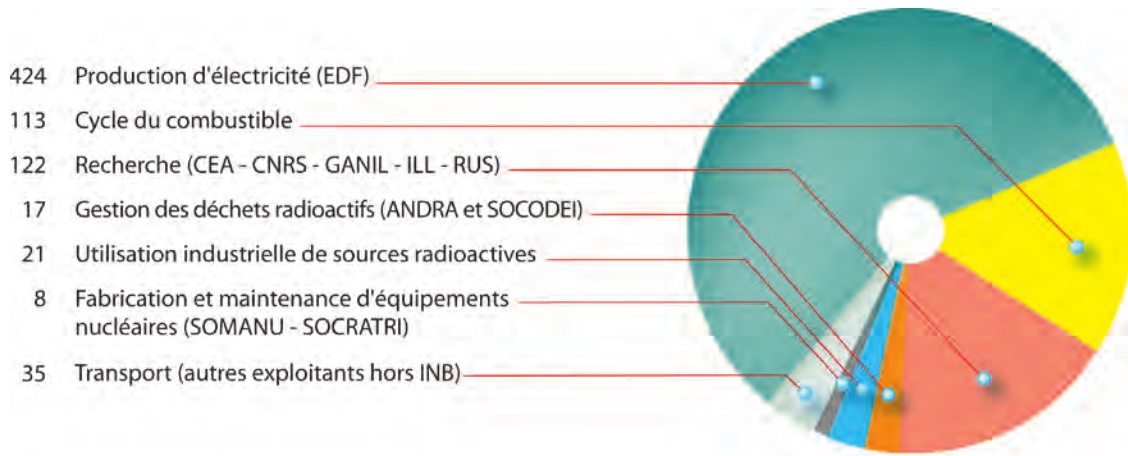 424 Production d'électricité (EDF)
113 Cycle du combustible
122 Recherche (CEA - CNRS - GANIL - ILL - RUS)
17 Gestion des déchets radioactifs (ANDRA et SOCODEI)
21 Utilisation industrielle de sources radioactives
8 Fabrication et maintenance d'équipements
nucléaires (SOMANU - SOCRATRI)
35 Transport (autres exploitants hors INB)